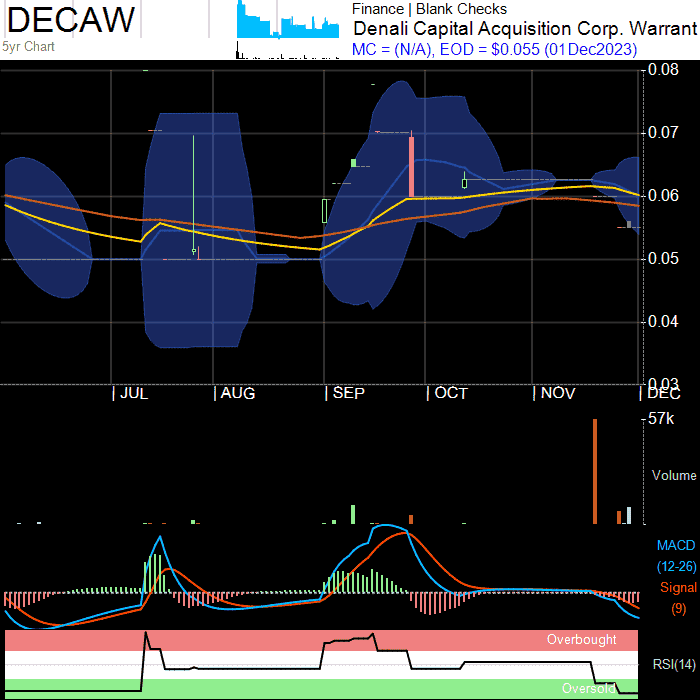 DECAW
5yr Chart
Finance | Blank Checks
Denali Capital Acquisition Corp. Warrant
MC = (N/A), EOD = $0.055 (01Dec2023)
0.08
0.07
0.06
0.05
0.04
0.03
JUL AUG SEP OCT NOV DEC
57k
Volume
MACD
(12-26)
Signal
(9)
Overbought
RSI(14)
Oversold